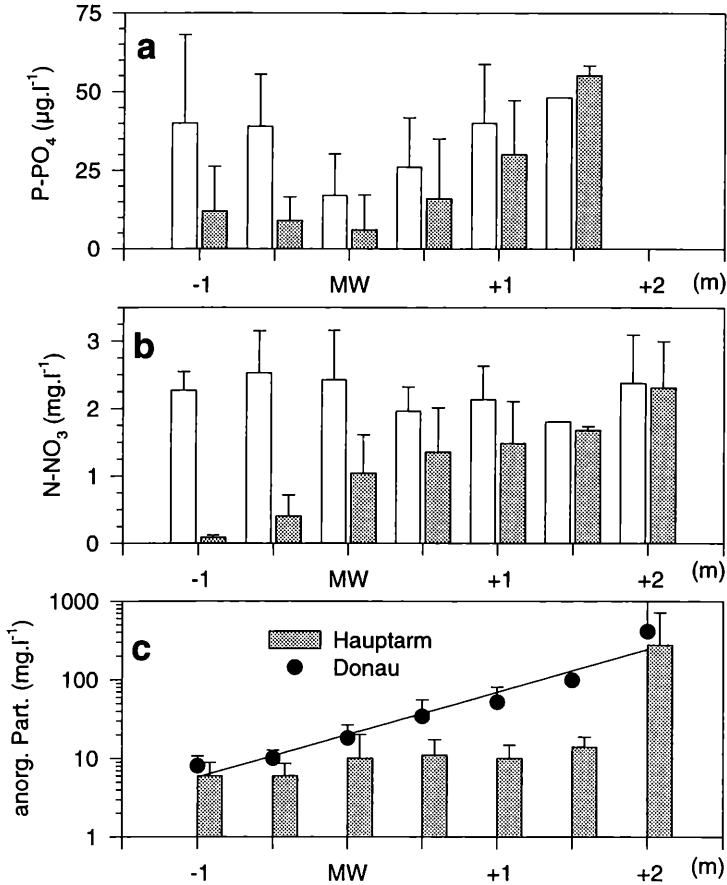 75
50
25
0
P-PO₄ (µg.l⁻¹)
a
-1 MW +1 +2 (m)
3
2
1
0
N-NO₃ (mg.l⁻¹)
b
-1 MW +1 +2 (m)
1000
100
10
1
anorg. Part. (mg.l⁻¹)
c
Hauptarm
Donau
-1 MW +1 +2 (m)